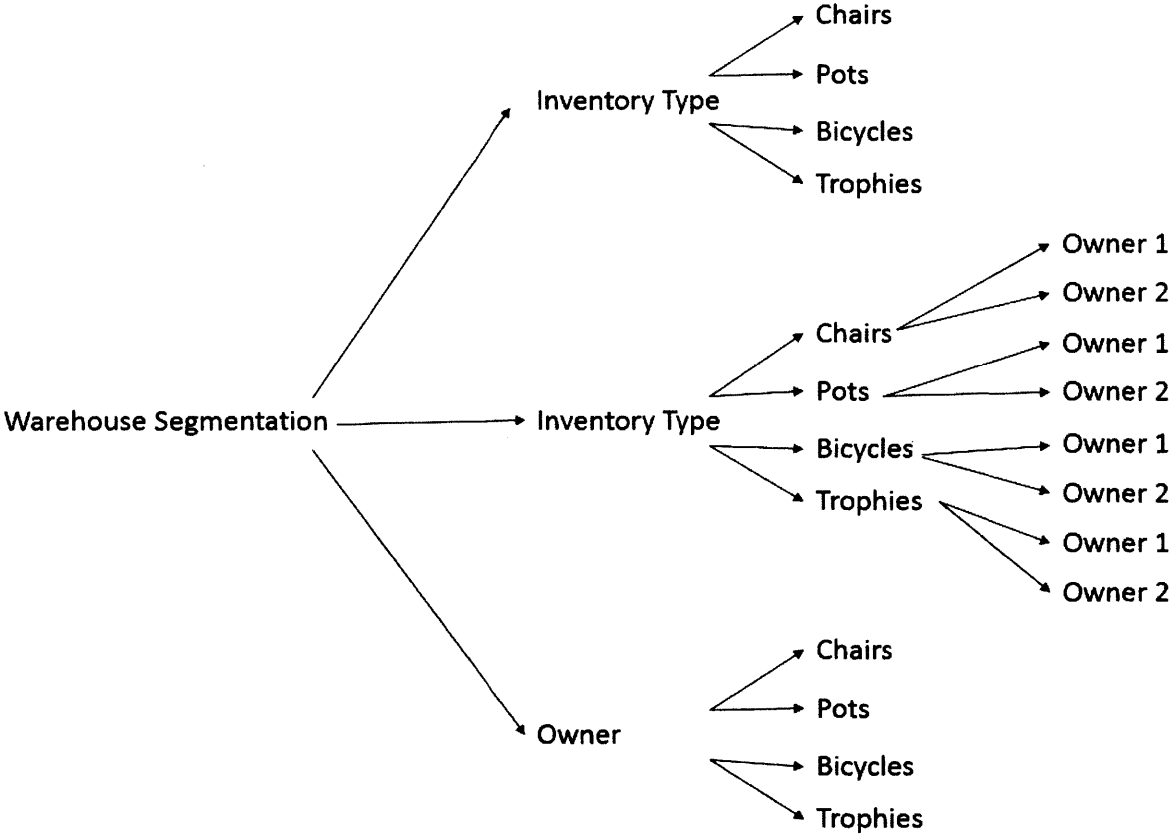 Chairs
Pots
Inventory Type
Bicycles
Trophies
Owner 1
Owner 2
Chairs
Owner 1
Pots
Owner 2
Warehouse Segmentation
Inventory Type
Owner 1
Bicycles
Owner 2
Trophies
Owner 1
Owner 2
Chairs
Pots
Owner
Bicycles
Trophies